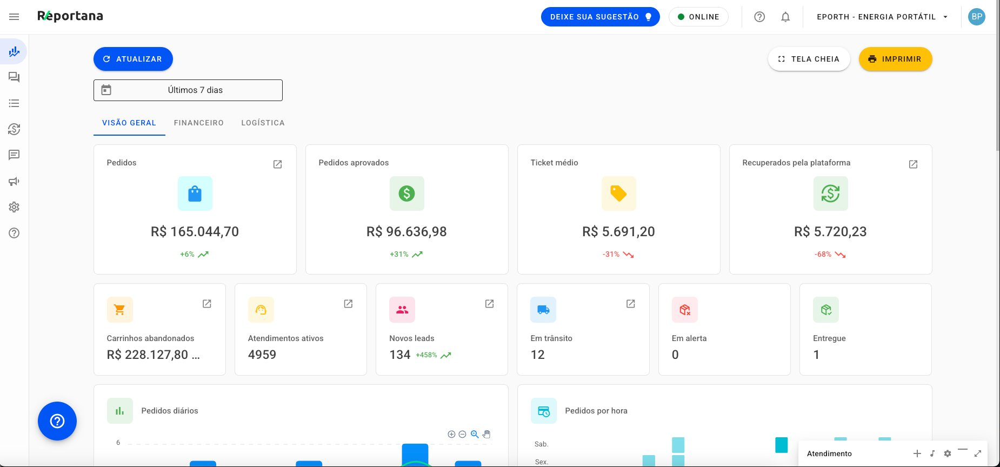 Reportana
DEIXE SUA SUGESTÃO
ONLINE
EPORTH - ENERGIA PORTÁTIL
BP
ATUALIZAR
TELA CHEIA
IMPRIMIR
Últimos 7 dias
VISÃO GERAL
FINANCEIRO
LOGÍSTICA
Pedidos
R$ 165.044,70
+6%
Pedidos aprovados
R$ 96.636,98
+31%
Ticket médio
R$ 5.691,20
-31%
Recuperados pela plataforma
R$ 5.720,23
-68%
Carrinhos abandonados
R$ 228.127,80 ...
Atendimentos ativos
4959
Novos leads
134 +458%
Em trânsito
12
Em alerta
0
Entregue
1
Pedidos diários
6
Pedidos por hora
Sab.
Sex.
Atendimento